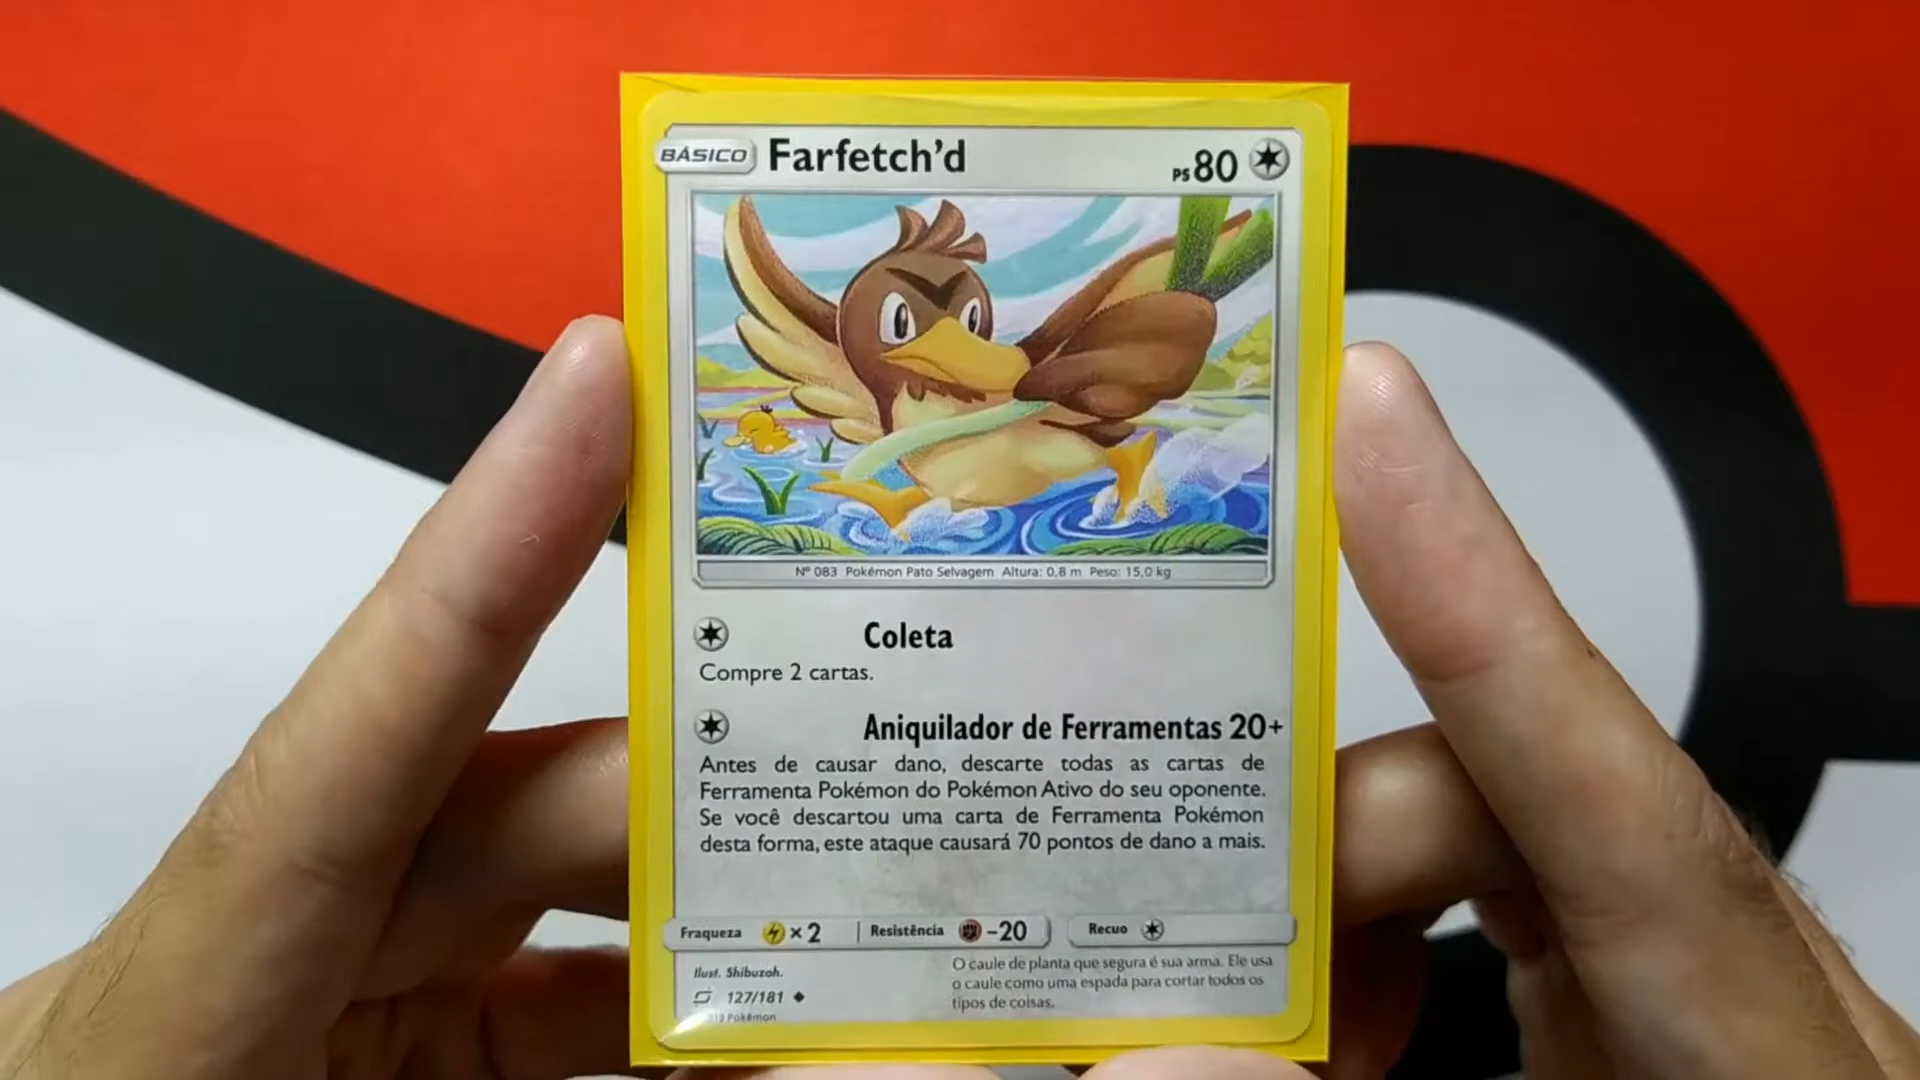 BÁSICO Farfetch'd PS 80
Nº 083 Pokémon Pato Selvagem Altura: 0,8 m Peso: 15,0 kg
Coleta
Compre 2 cartas.
Aniquilador de Ferramentas 20+
Antes de causar dano, descarte todas as cartas de
Ferramenta Pokémon do Pokémon Ativo do seu oponente.
Se você descartou uma carta de Ferramenta Pokémon
desta forma, este ataque causará 70 pontos de dano a mais.
Fraqueza ×2 Resistência -20 Recuo
Ilust. Shibuzoh.
127/181
Pokémon
O caule de planta que segura é sua arma. Ele usa
o caule como uma espada para cortar todos os
tipos de coisas.